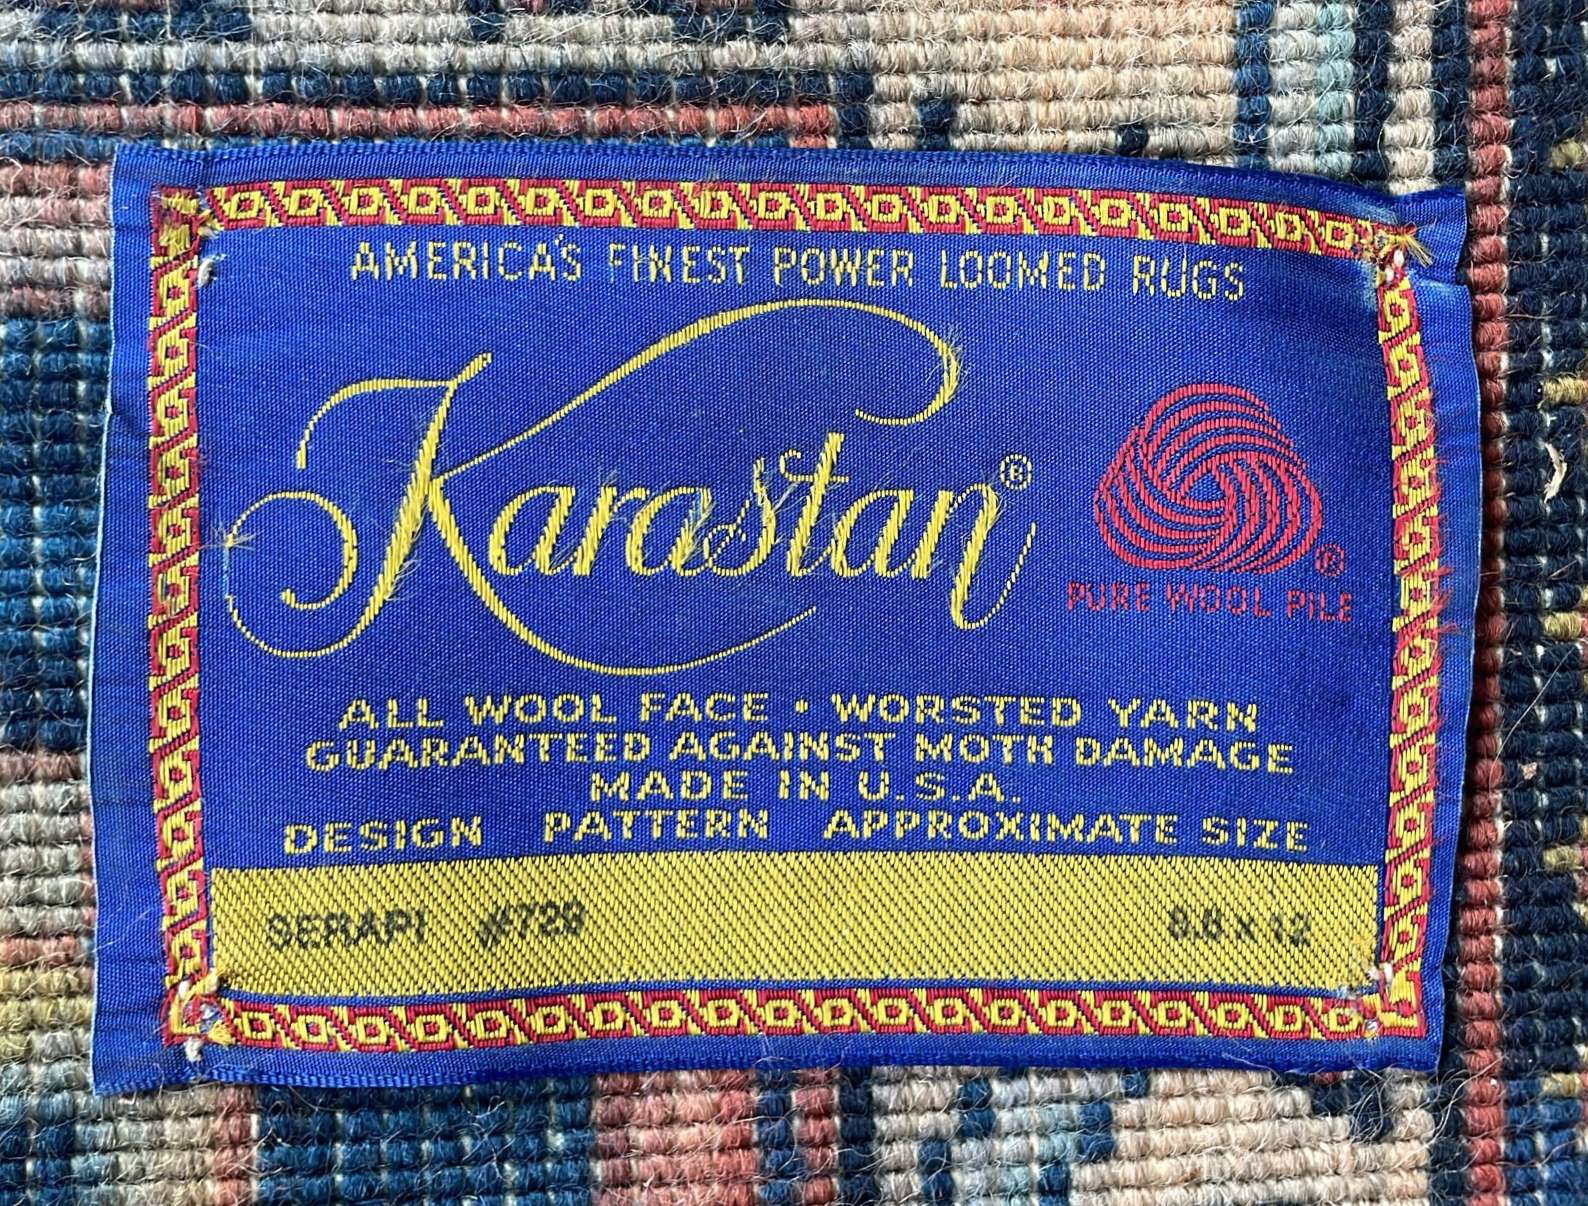 AMERICA'S FINEST POWER LOOMED RUGS
Karastan®
®
PURE WOOL PILE
ALL WOOL FACE • WORSTED YARN
GUARANTEED AGAINST MOTH DAMAGE
MADE IN U.S.A.
DESIGN PATTERN APPROXIMATE SIZE
SERAPI #729 8.8 x 12